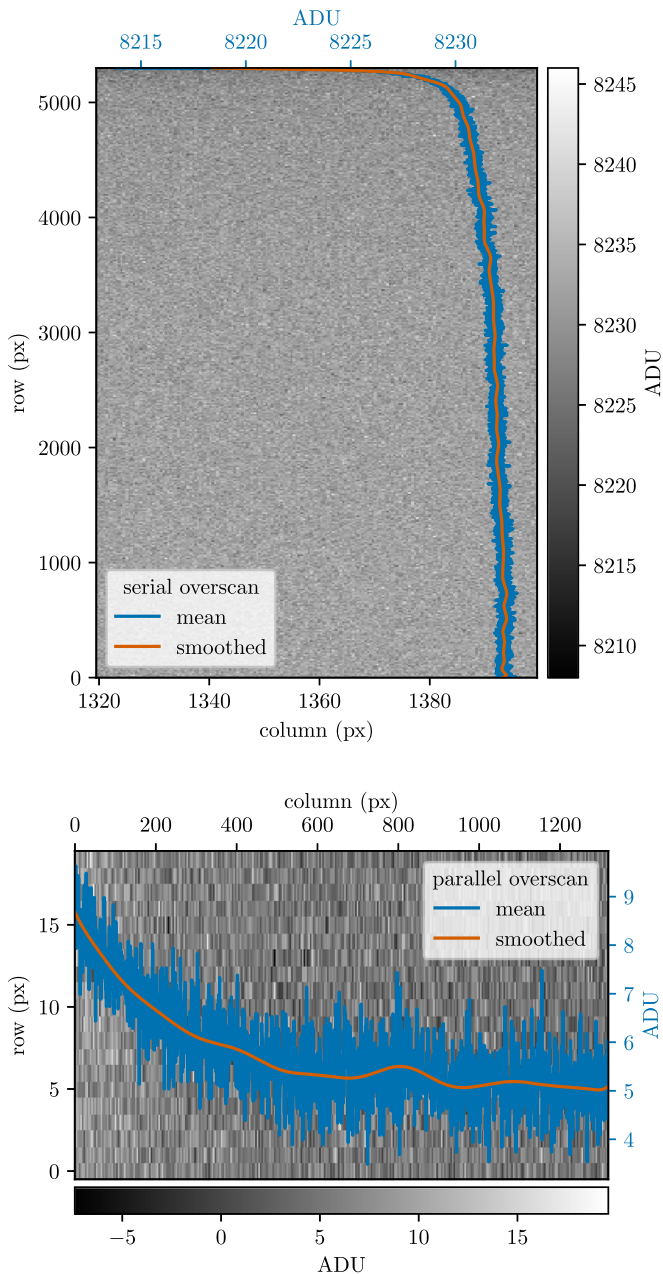 ADU
8215 8220 8225 8230
5000
4000
3000
2000
1000
0
row (px)
8245
8240
8235
8230
8225
8220
8215
8210
ADU
serial overscan
mean
smoothed
1320 1340 1360 1380
column (px)
column (px)
0 200 400 600 800 1000 1200
15
10
5
0
row (px)
parallel overscan
mean
smoothed
9
8
7
6
5
4
ADU
−5 0 5 10 15
ADU